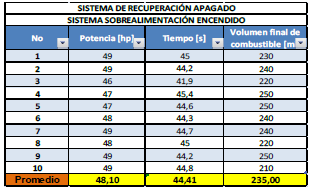 SISTEMA DE RECUPERACIÓN APAGADO
SISTEMA SOBREALIMENTACIÓN ENCENDIDO
No Potencia [hp] Tiempo [s] Volumen final de combustible [m
1 49 45 230
2 49 44,2 240
3 46 41,9 220
4 47 45,4 250
5 47 44,6 250
6 48 44,3 240
7 49 44,7 240
8 48 45 220
9 49 44,2 250
10 49 44,8 210
Promedio 48,10 44,41 235,00